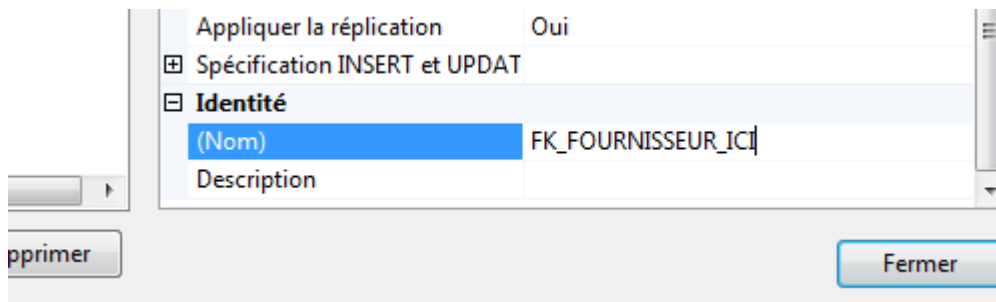 Appliquer la réplication Oui
Spécification INSERT et UPDAT
Identité
(Nom) FK_FOURNISSEUR_ICI
Description
pprimer
Fermer